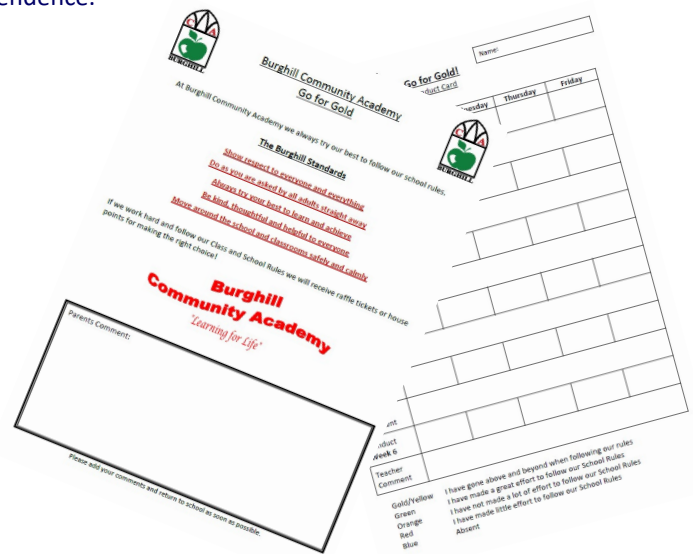 endence.
C A
BURGHILL
Burghill Community Academy
Go for Gold
At Burghill Community Academy we always try our best to follow our school rules.
The Burghill Standards
Show respect to everyone and everything
Do as you are asked by all adults straight away
Always try your best to learn and achieve
Be kind, thoughtful and helpful to everyone
Move around the school and classrooms safely and calmly
If we work hard and follow our Class and School Rules we will receive raffle tickets or house
points for making the right choice!
Burghill
Community Academy
"Learning for Life"
Parents Comment:
Please add your comments and return to school as soon as possible.
Name:
Go for Gold!
duct Card
nesday Thursday Friday
C A
BURGHILL
nt
nduct
Week 6
Teacher
Comment
Gold/Yellow I have gone above and beyond when following our rules
Green I have made a great effort to follow our School Rules
Orange I have not made a lot of effort to follow our School Rules
Red I have made little effort to follow our School Rules
Blue Absent